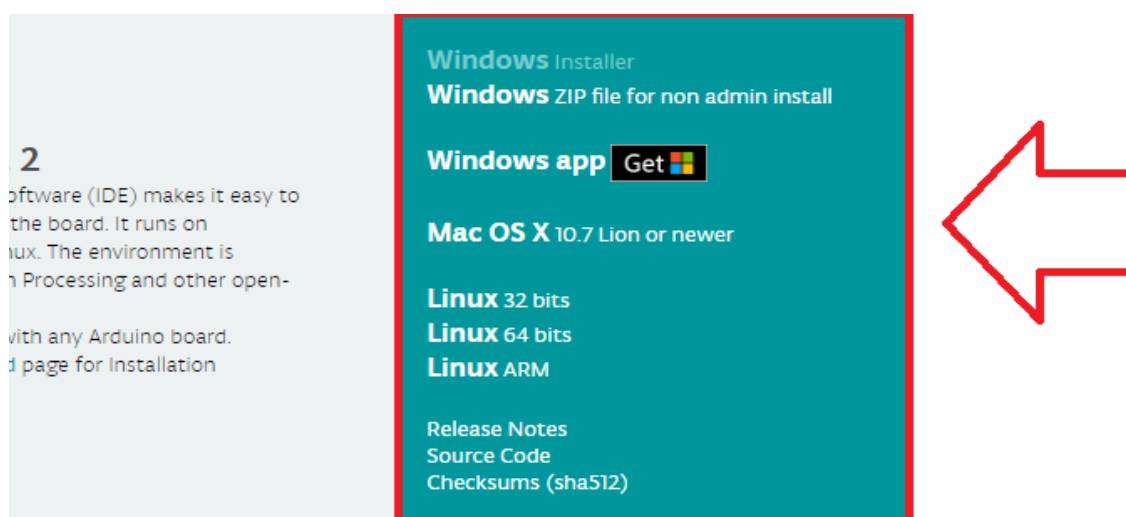 . 2
oftware (IDE) makes it easy to
the board. It runs on
nux. The environment is
n Processing and other open-
with any Arduino board.
d page for Installation
Windows Installer
Windows ZIP file for non admin install
Windows app Get
Mac OS X 10.7 Lion or newer
Linux 32 bits
Linux 64 bits
Linux ARM
Release Notes
Source Code
Checksums (sha512)